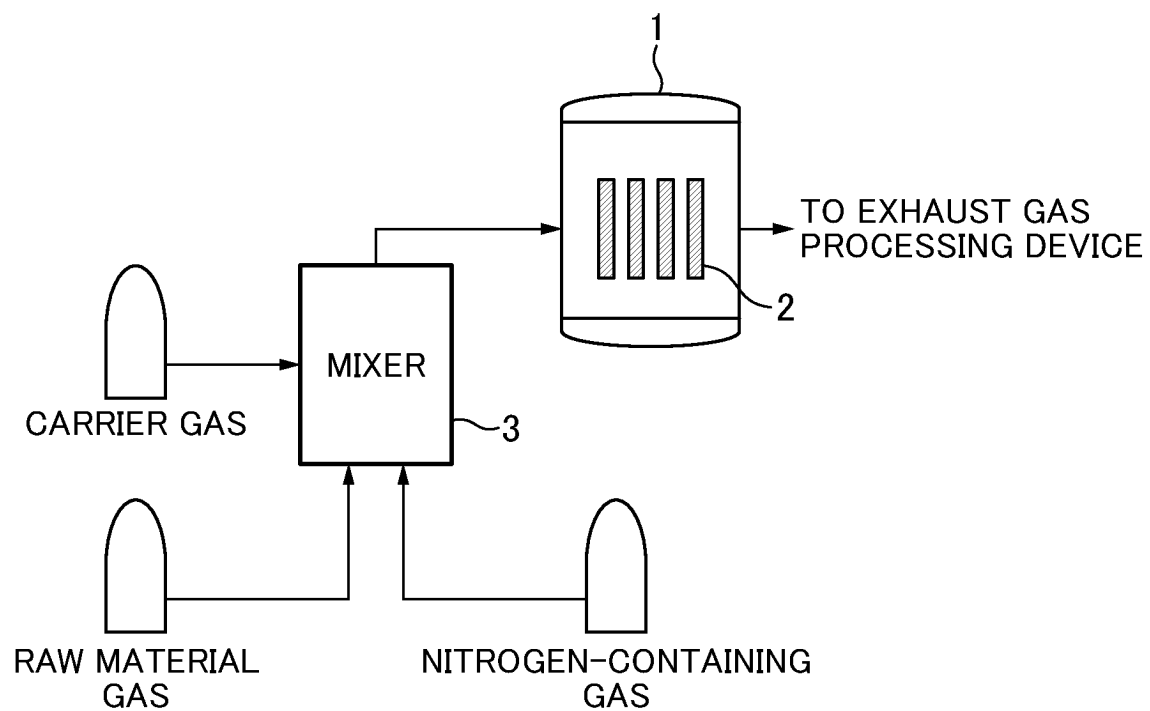 1
TO EXHAUST GAS
PROCESSING DEVICE
2
MIXER
CARRIER GAS
3
RAW MATERIAL
GAS
NITROGEN-CONTAINING
GAS